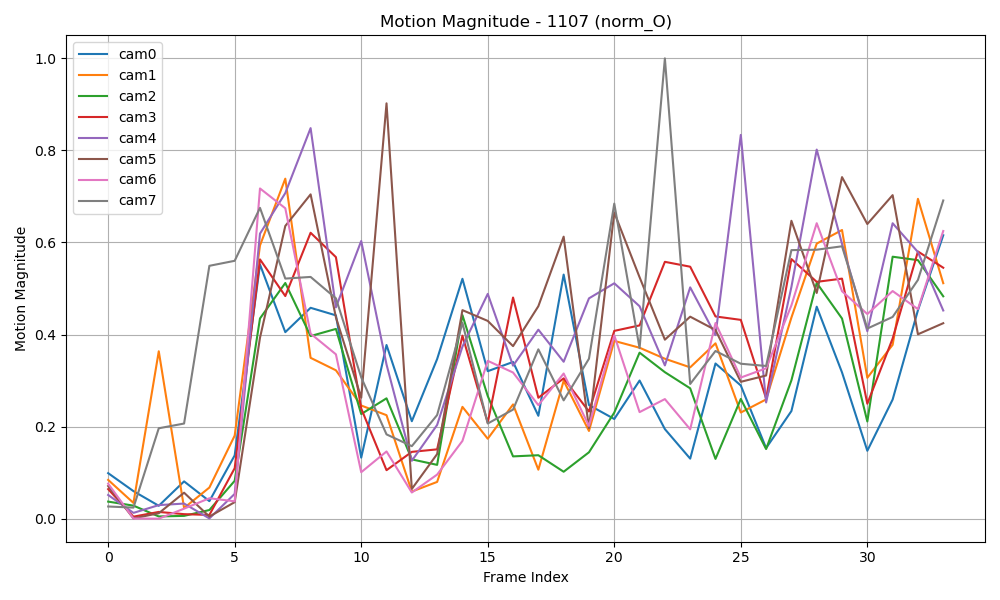 Motion Magnitude - 1107 (norm_O)
cam0
cam1
cam2
cam3
cam4
cam5
cam6
cam7
1.0
0.8
0.6
0.4
0.2
0.0
Motion Magnitude
0 5 10 15 20 25 30
Frame Index